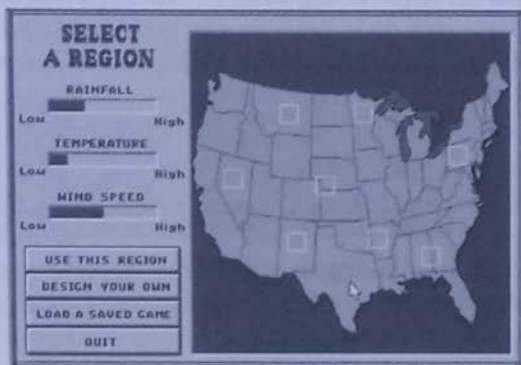 SELECT
A REGION
RAINFALL
Low High
TEMPERATURE
Low High
WIND SPEED
Low High
USE THIS REGION
DESIGN YOUR OWN
LOAD A SAVED GAME
QUIT